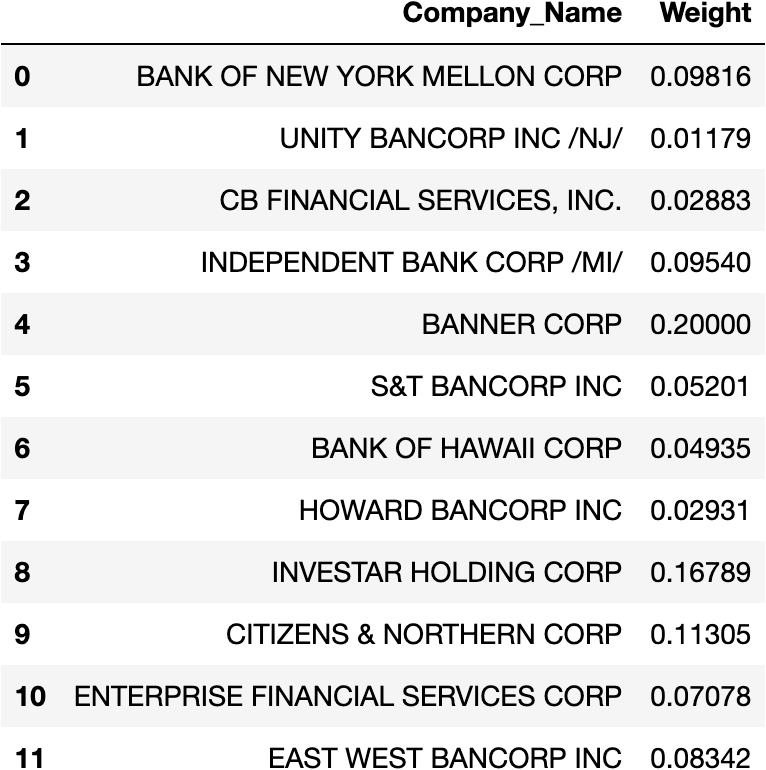 Company_Name Weight
0 BANK OF NEW YORK MELLON CORP 0.09816
1 UNITY BANCORP INC /NJ/ 0.01179
2 CB FINANCIAL SERVICES, INC. 0.02883
3 INDEPENDENT BANK CORP /MI/ 0.09540
4 BANNER CORP 0.20000
5 S&T BANCORP INC 0.05201
6 BANK OF HAWAII CORP 0.04935
7 HOWARD BANCORP INC 0.02931
8 INVESTAR HOLDING CORP 0.16789
9 CITIZENS & NORTHERN CORP 0.11305
10 ENTERPRISE FINANCIAL SERVICES CORP 0.07078
11 EAST WEST BANCORP INC 0.08342